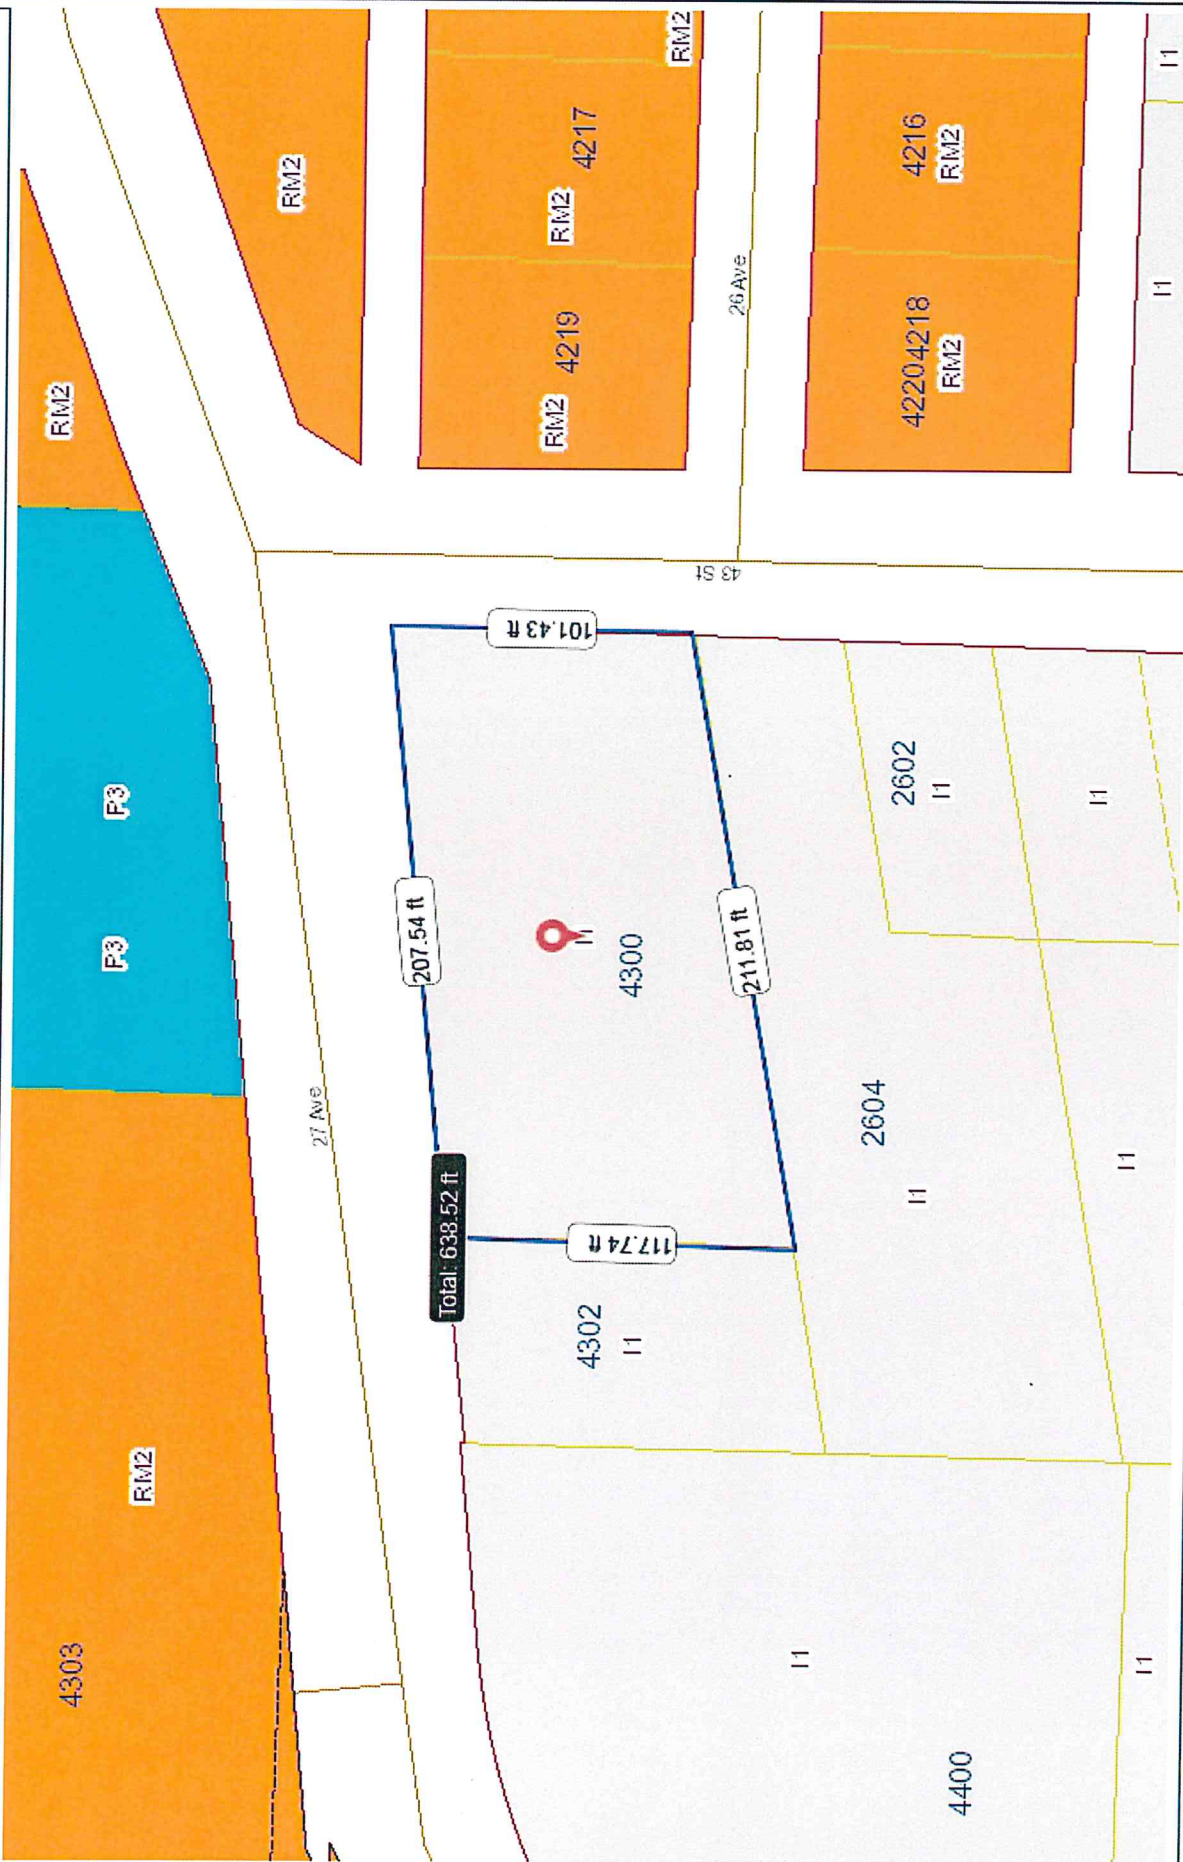 4303
RM2
RM2
P3
P3
RM2
27 Ave
Total: 638.52 ft
207.54 ft
101.43 ft
RM2
4219
RM2
4217
RM2
117.74 ft
4302
I1
I1
4300
43 St
26 Ave
211.81 ft
I1
2604
I1
2602
I1
42204218
RM2
4216
RM2
4400
I1
I1
I1
I1
I1